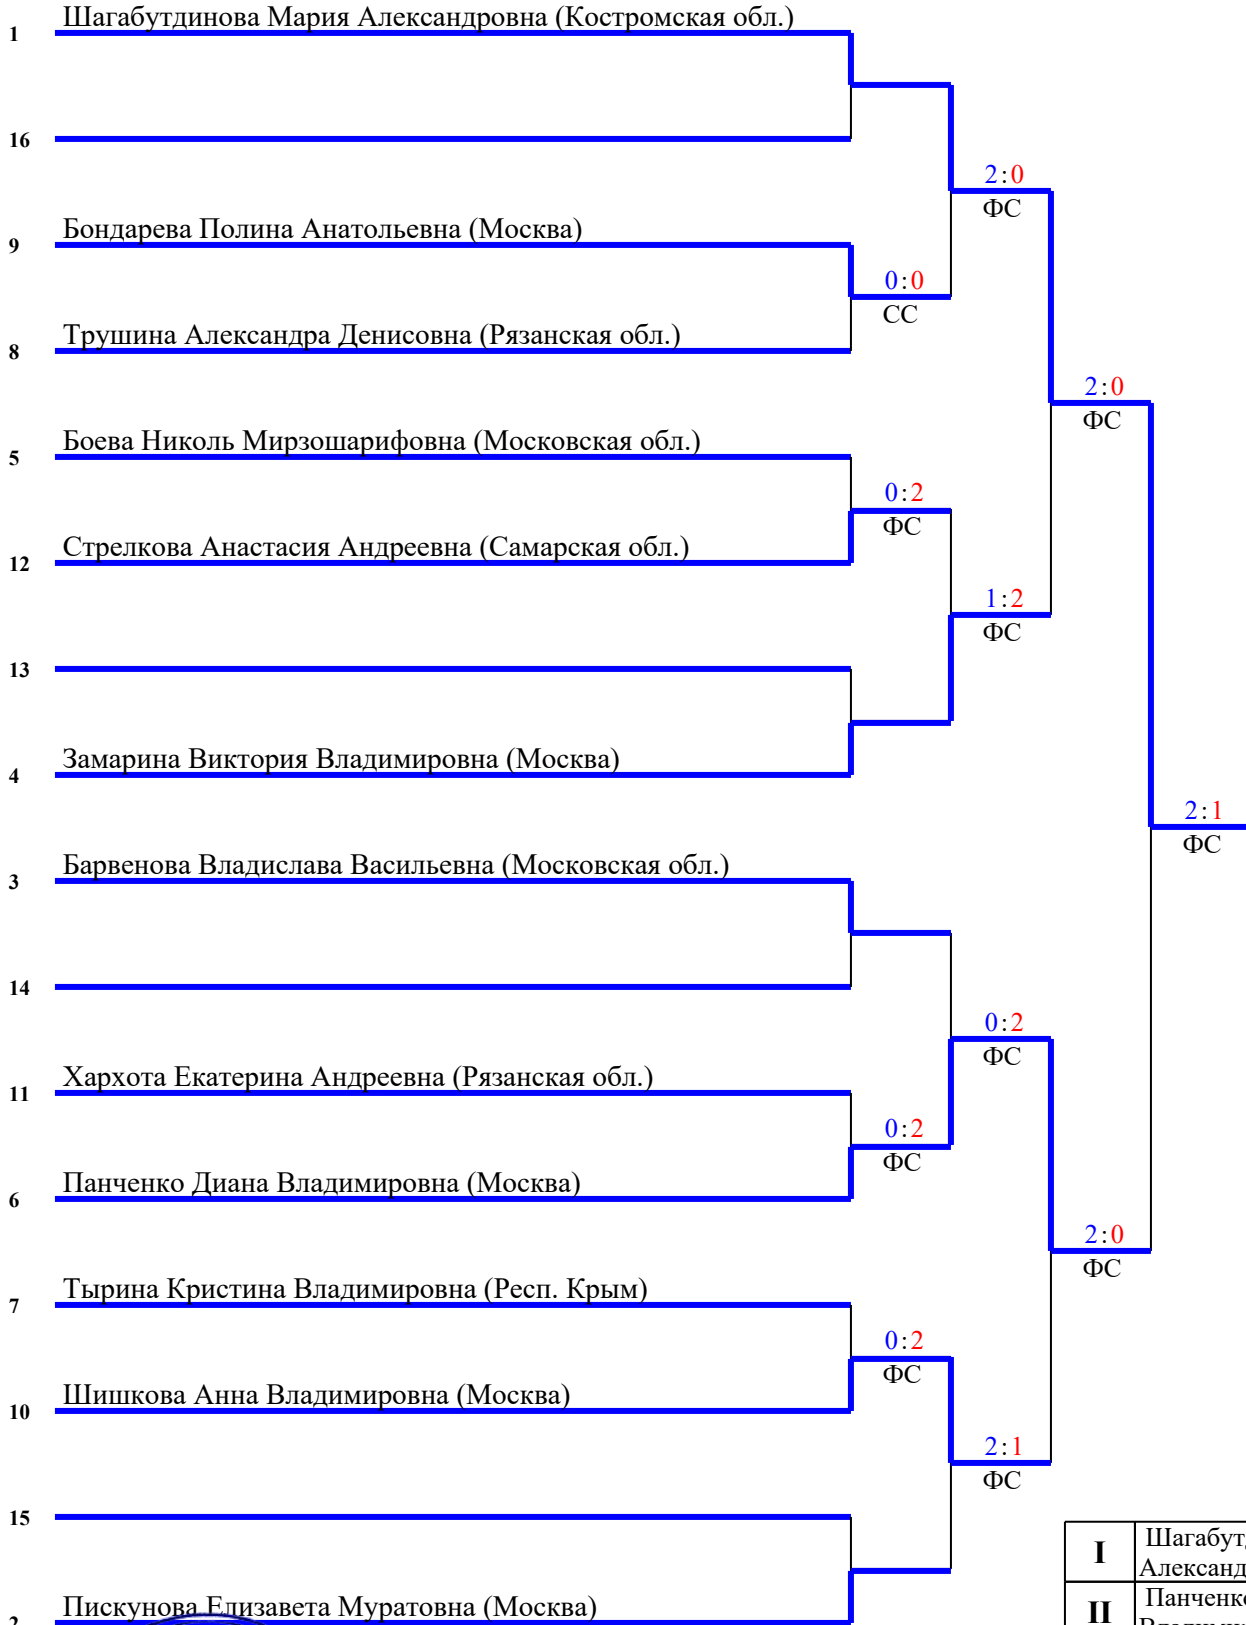 Шагабутдинова Мария Александровна (Костромская обл.)
1
16
2:0
ФС
Бондарева Полина Анатольевна (Москва)
9
0:0
СС
Трушина Александра Денисовна (Рязанская обл.)
8
2:0
ФС
Боева Николь Мирзошарифовна (Московская обл.)
5
0:2
ФС
Стрелкова Анастасия Андреевна (Самарская обл.)
12
1:2
ФС
13
Замарина Виктория Владимировна (Москва)
4
2:1
ФС
Барвенова Владислава Васильевна (Московская обл.)
3
14
0:2
ФС
Хархота Екатерина Андреевна (Рязанская обл.)
11
0:2
ФС
Панченко Диана Владимировна (Москва)
6
2:0
ФС
Тырина Кристина Владимировна (Респ. Крым)
7
0:2
ФС
Шишкова Анна Владимировна (Москва)
10
2:1
ФС
15
I
Шагабут
Александ
Пискунова Елизавета Муратовна (Москва)
2
II
Панченко